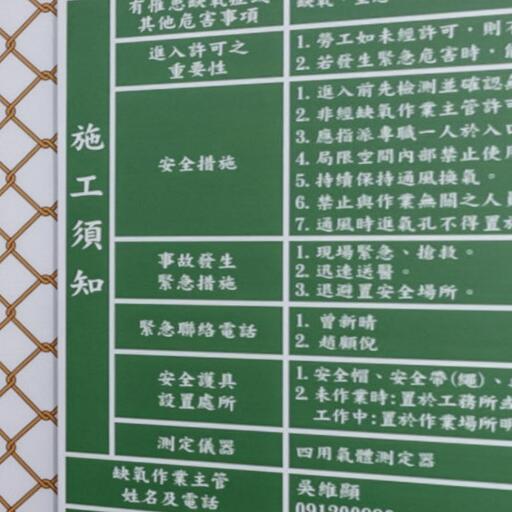 有罹患缺氧症或
其他危害事項
進入許可之
重要性
1. 勞工如未經許可，則
2. 若發生緊急危害時，
施工須知
安全措施
1. 進入前先檢測並確認
2. 非經缺氧作業主管許
3. 應指派專職一人於入
4. 局限空間內部禁止使
5. 持續保持通風換氣。
6. 禁止與作業無關之人
7. 通風時進氣孔不得置
事故發生
緊急措施
1. 現場緊急、搶救。
2. 迅速送醫。
3. 退避置安全場所。
緊急聯絡電話
1. 曾新晴
2. 趙顧倪
安全護具
設置處所
1. 安全帽、安全帶(繩)、
2. 未作業時:置於工務所
工作中:置於作業場所
測定儀器
四用氣體測定器
缺氧作業主管
姓名及電話
吳維顯